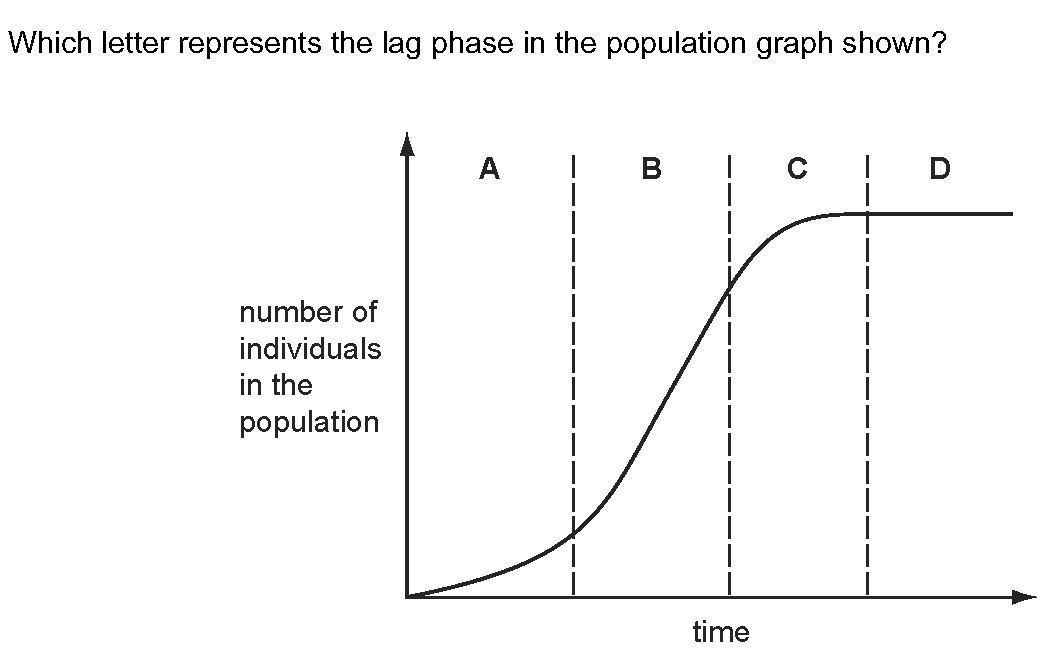 Which letter represents the lag phase in the population graph shown?
A B C D
number of
individuals
in the
population
time